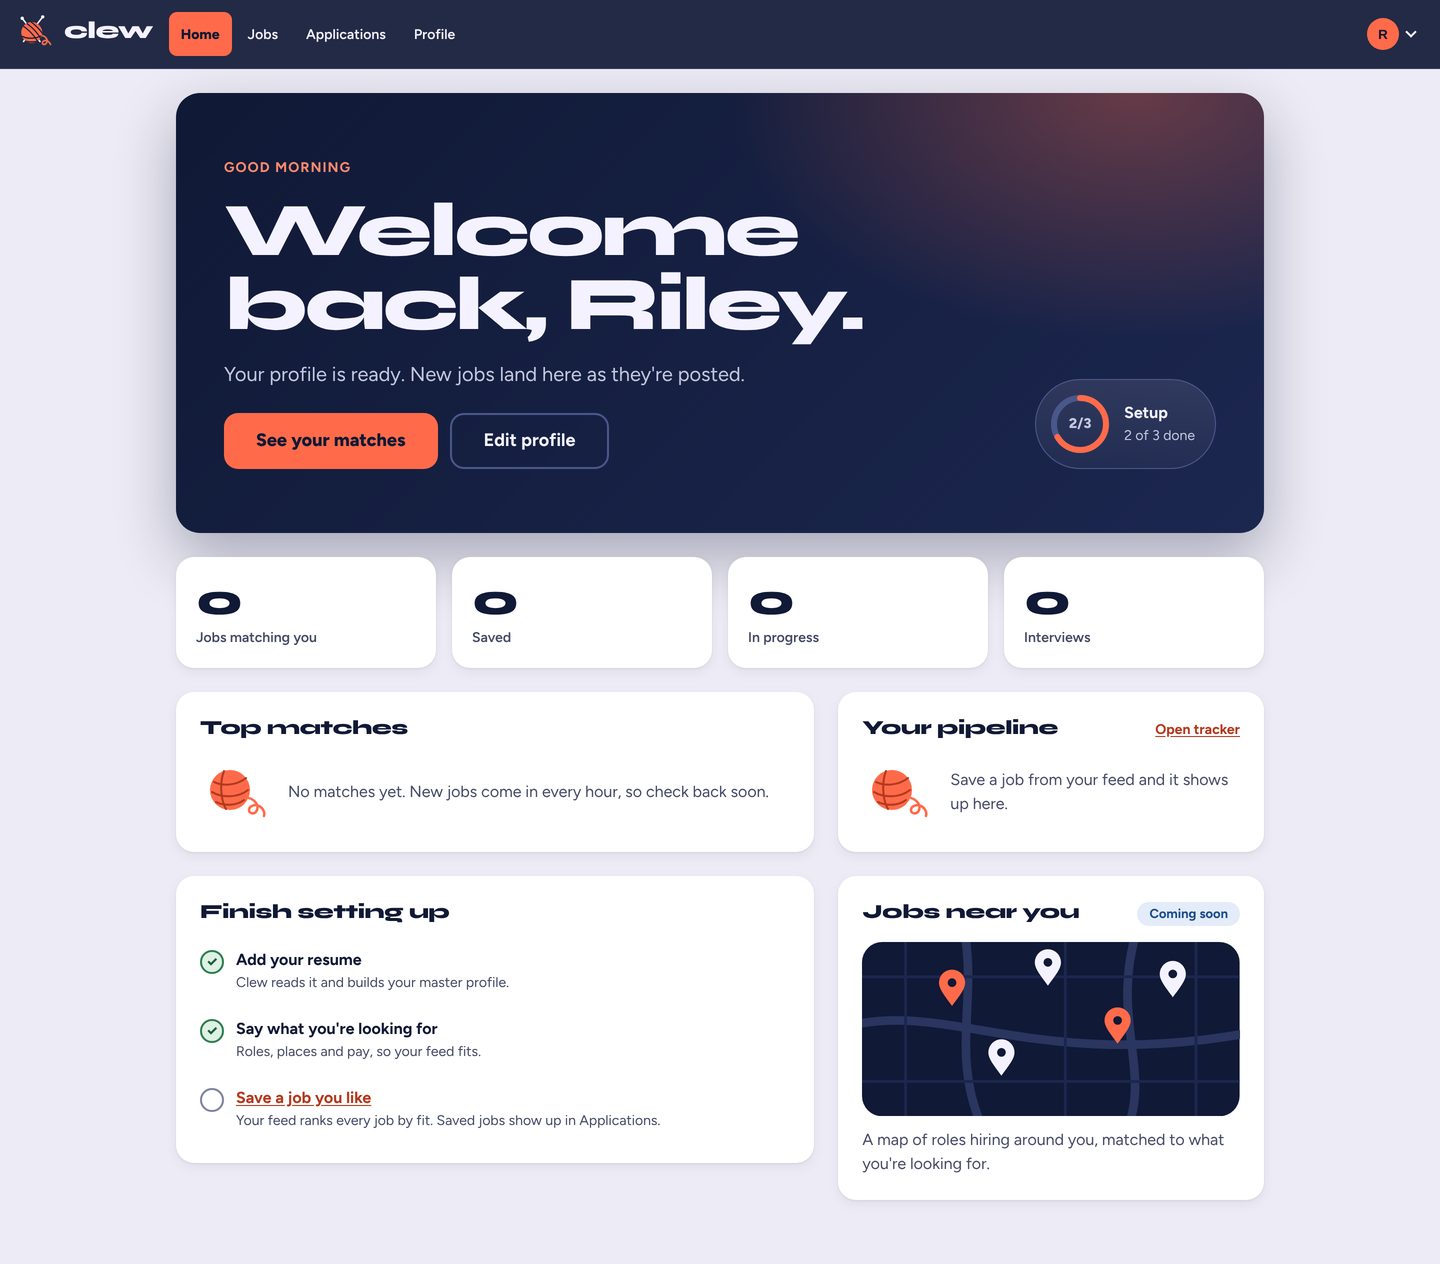 clew
Home
Jobs
Applications
Profile
R
GOOD MORNING
Welcome
back, Riley.
Your profile is ready. New jobs land here as they're posted.
See your matches
Edit profile
2/3
Setup
2 of 3 done
0
Jobs matching you
0
Saved
0
In progress
0
Interviews
Top matches
No matches yet. New jobs come in every hour, so check back soon.
Your pipeline
Open tracker
Save a job from your feed and it shows
up here.
Finish setting up
Add your resume
Clew reads it and builds your master profile.
Say what you're looking for
Roles, places and pay, so your feed fits.
Save a job you like
Your feed ranks every job by fit. Saved jobs show up in Applications.
Jobs near you
Coming soon
A map of roles hiring around you, matched to what
you're looking for.